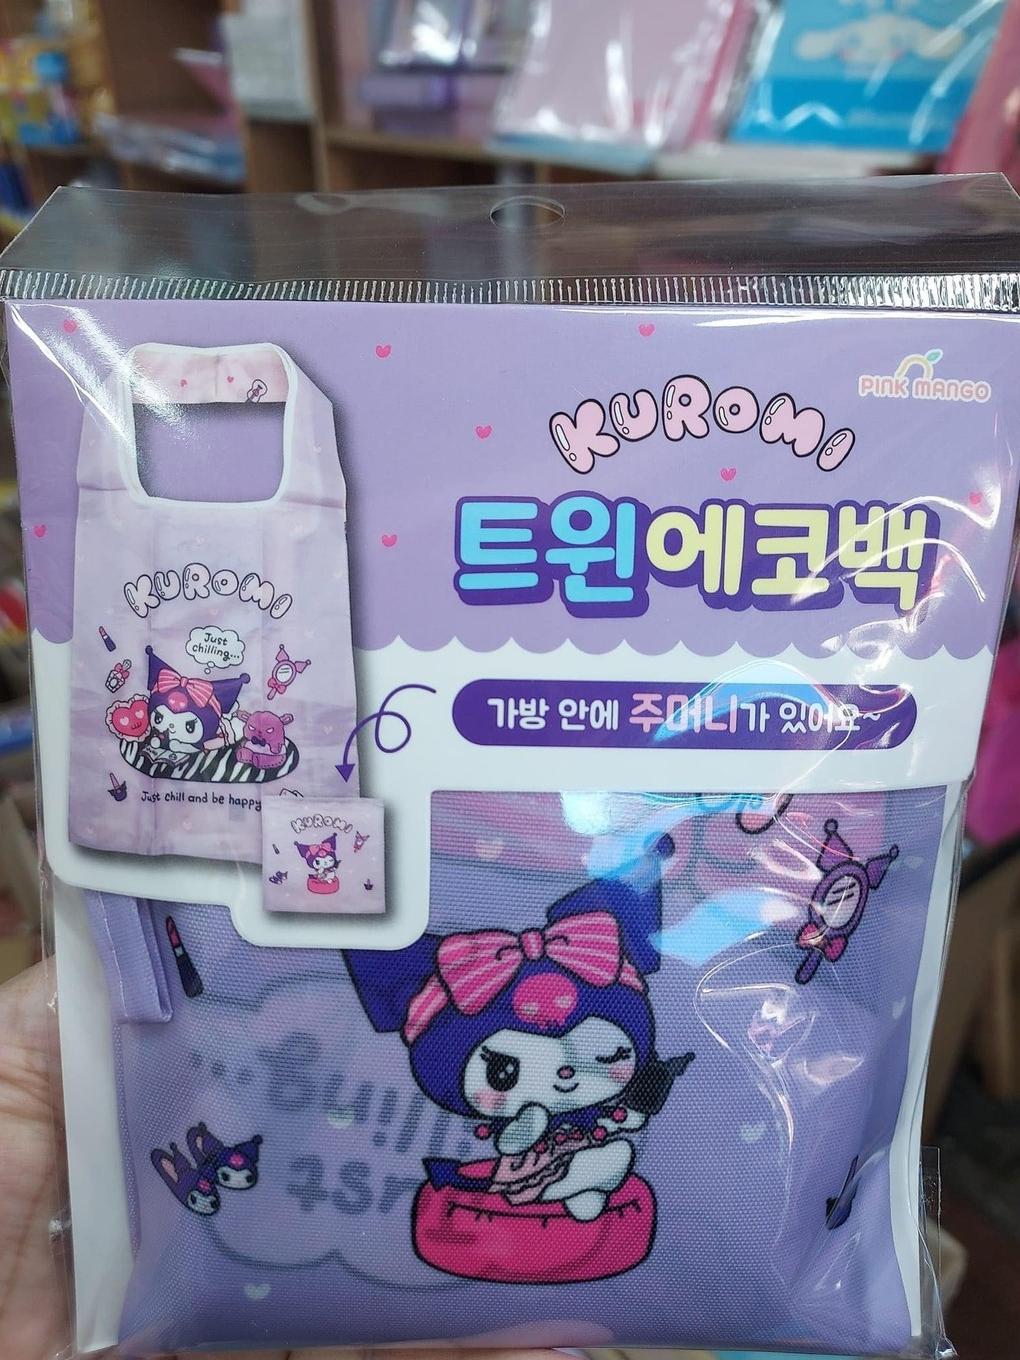 PINK MANGO
KUROMI
트윈에코백
가방 안에 주머니가 있어요~
KUROMI
Just
chilling...
Just chill and be happy
KUROMI